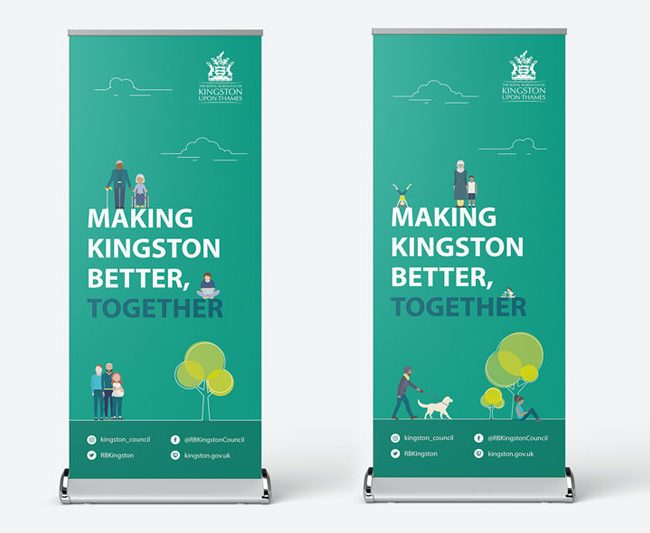 THE ROYAL BOROUGH OF
KINGSTON
UPON THAMES
MAKING
KINGSTON
BETTER,
TOGETHER
kingston_council
@RBKingstonCouncil
RBKingston
kingston.gov.uk
THE ROYAL BOROUGH OF
KINGSTON
UPON THAMES
MAKING
KINGSTON
BETTER,
TOGETHER
kingston_council
@RBKingstonCouncil
RBKingston
kingston.gov.uk